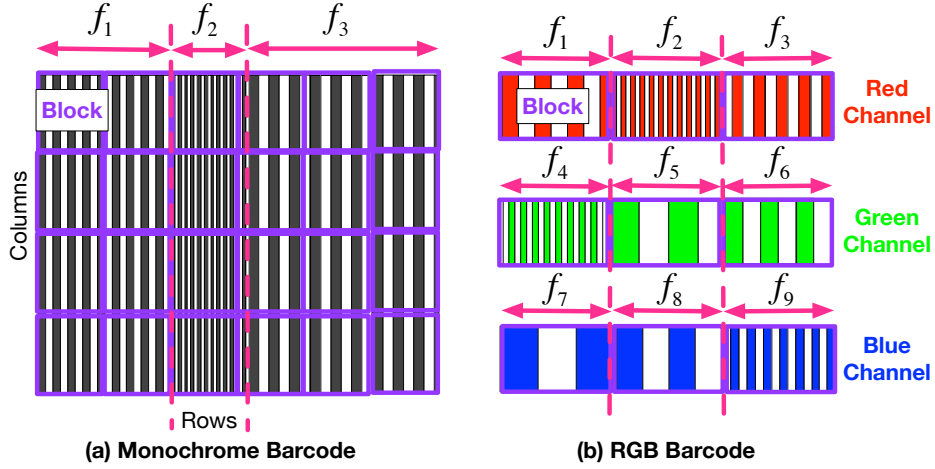 f1 f2 f3
Block
Columns
Rows
(a) Monochrome Barcode
f1 f2 f3
Block
Red
Channel
f4 f5 f6
Green
Channel
f7 f8 f9
Blue
Channel
(b) RGB Barcode